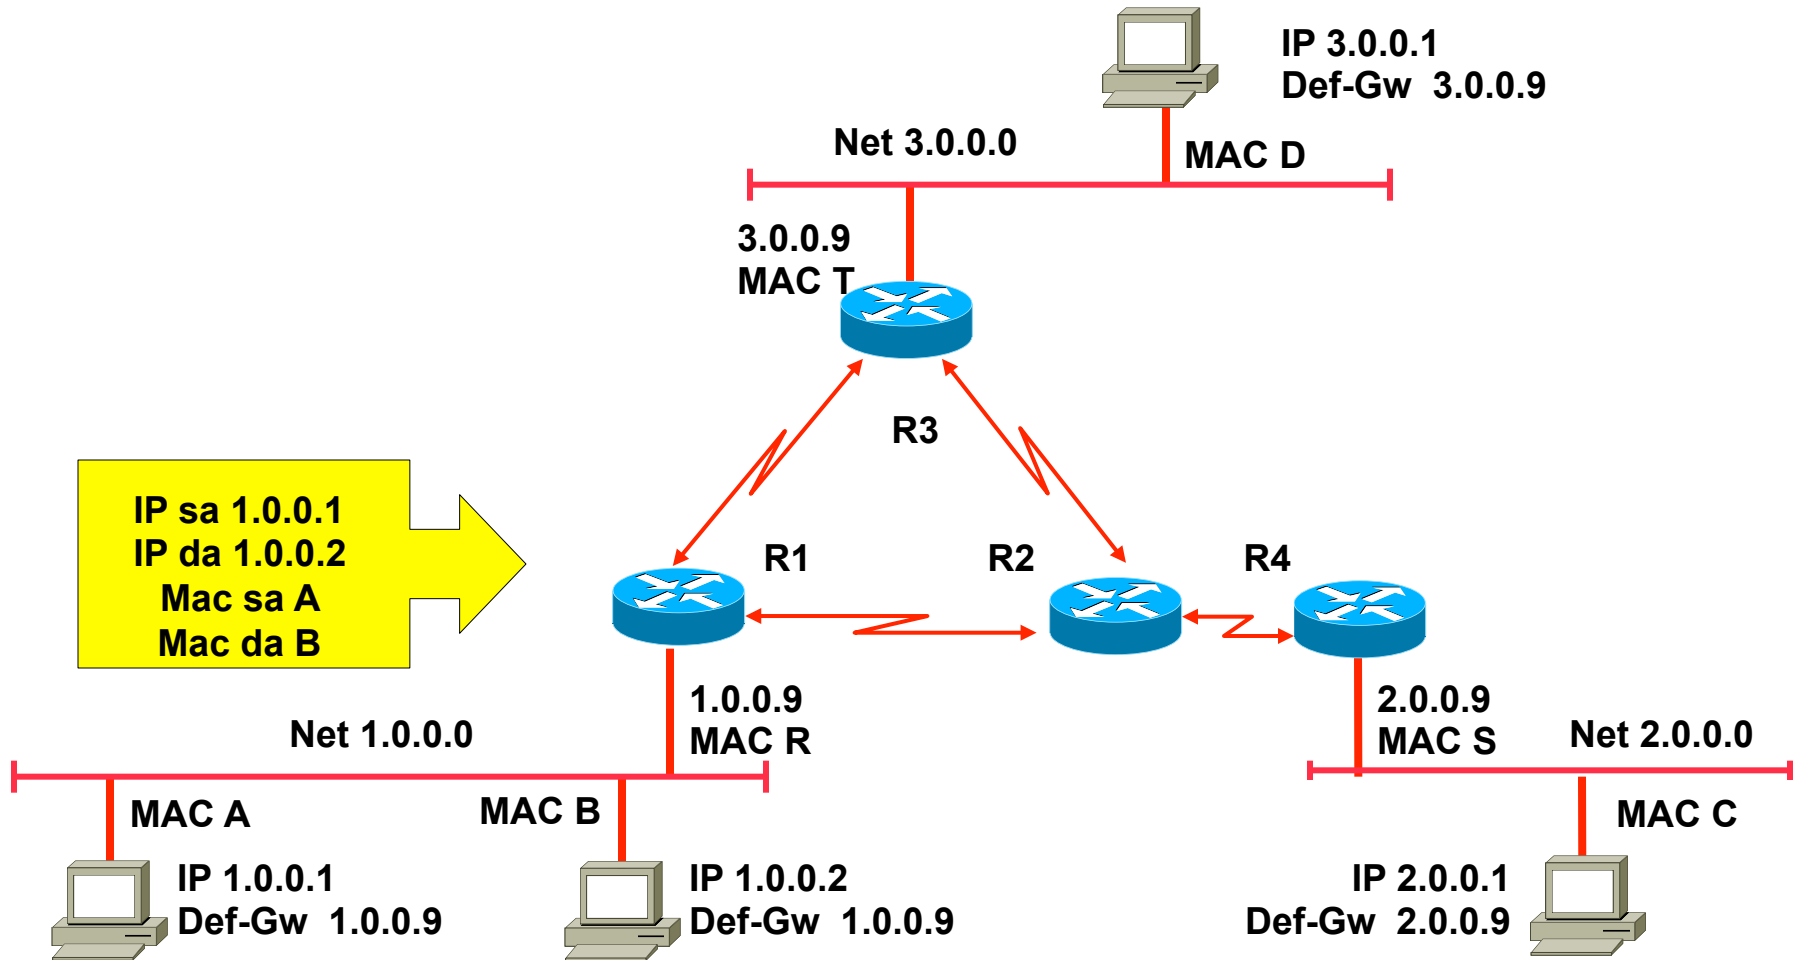 IP 3.0.0.1
Def-Gw 3.0.0.9
Net 3.0.0.0
MAC D
3.0.0.9
MAC T
R3
IP sa 1.0.0.1
IP da 1.0.0.2
Mac sa A
Mac da B
R1
R2
R4
1.0.0.9
MAC R
Net 1.0.0.0
2.0.0.9
MAC S
Net 2.0.0.0
MAC A
MAC B
MAC C
IP 1.0.0.1
Def-Gw 1.0.0.9
IP 1.0.0.2
Def-Gw 1.0.0.9
IP 2.0.0.1
Def-Gw 2.0.0.9